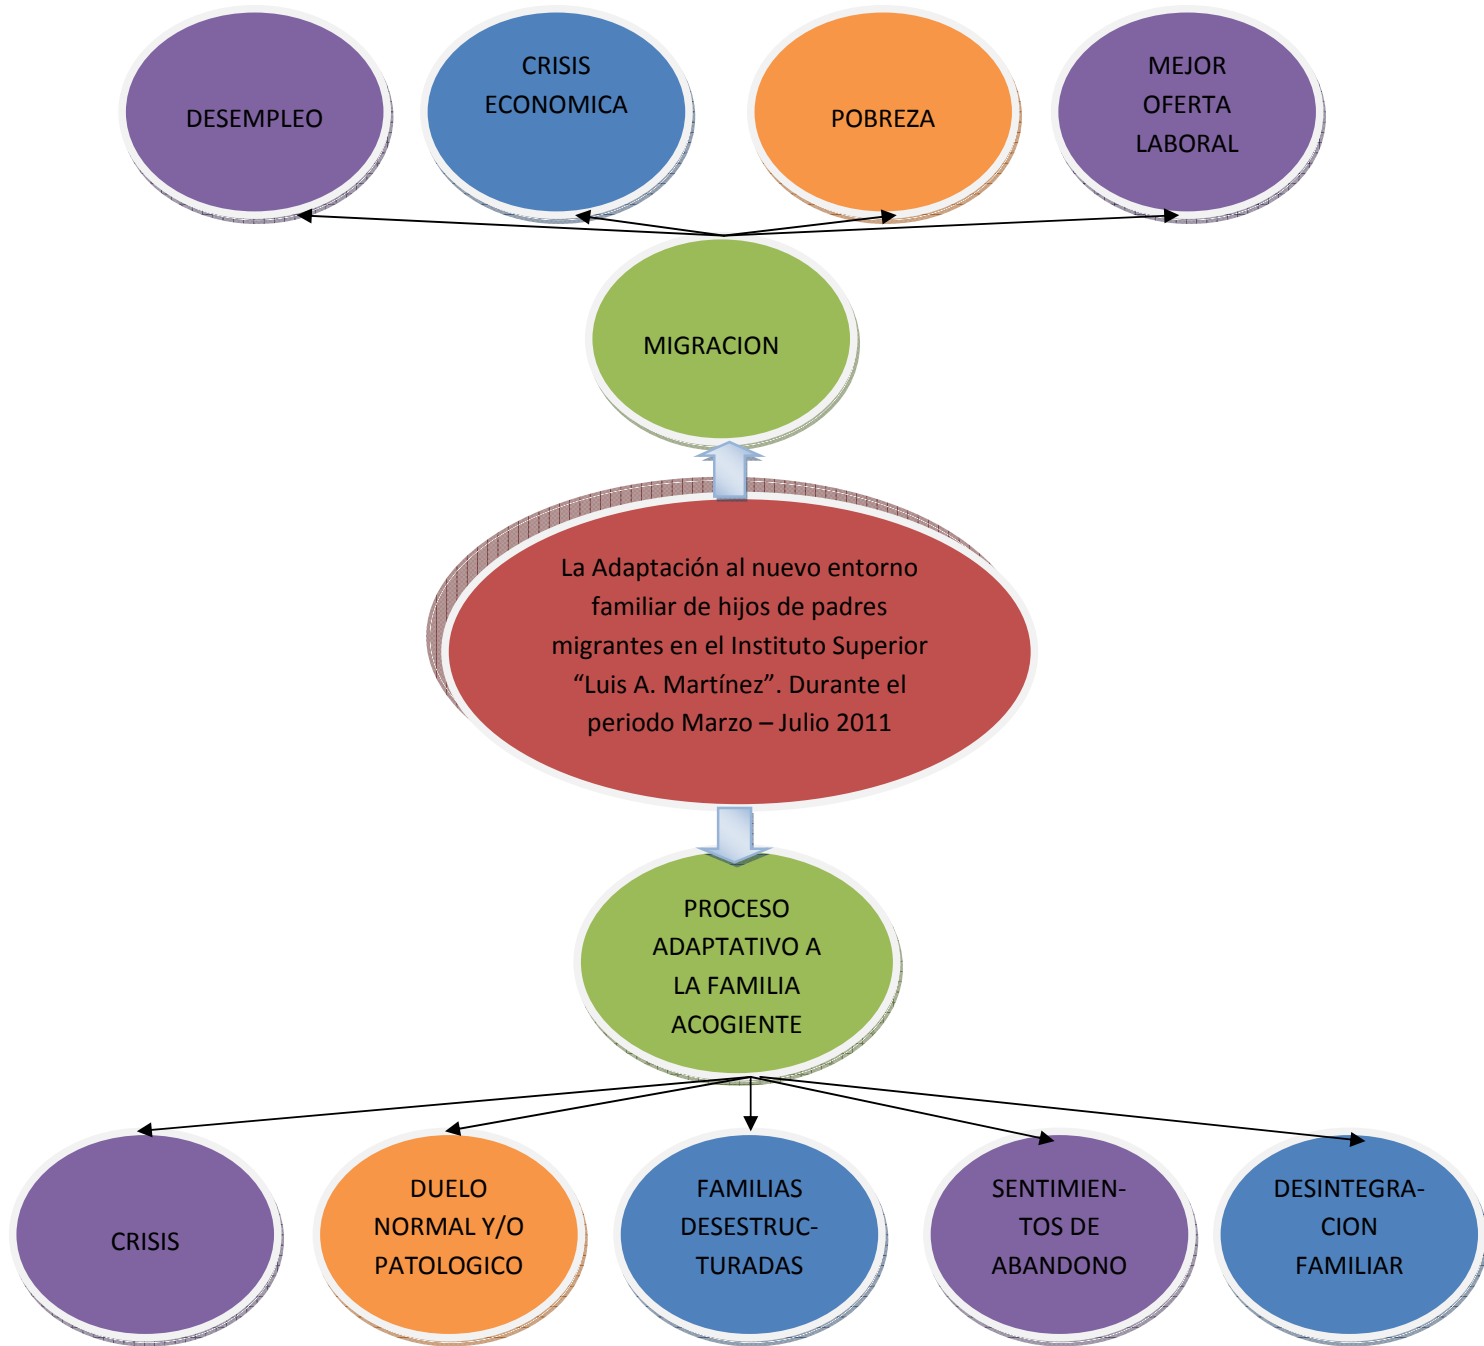 DESEMPLEO
CRISIS
ECONOMICA
POBREZA
MEJOR
OFERTA
LABORAL
MIGRACION
La Adaptación al nuevo entorno
familiar de hijos de padres
migrantes en el Instituto Superior
“Luis A. Martínez”. Durante el
periodo Marzo – Julio 2011
PROCESO
ADAPTATIVO A
LA FAMILIA
ACOGIENTE
CRISIS
DUELO
NORMAL Y/O
PATOLOGICO
FAMILIAS
DESESTRUC-
TURADAS
SENTIMIEN-
TOS DE
ABANDONO
DESINTEGRA-
CION
FAMILIAR